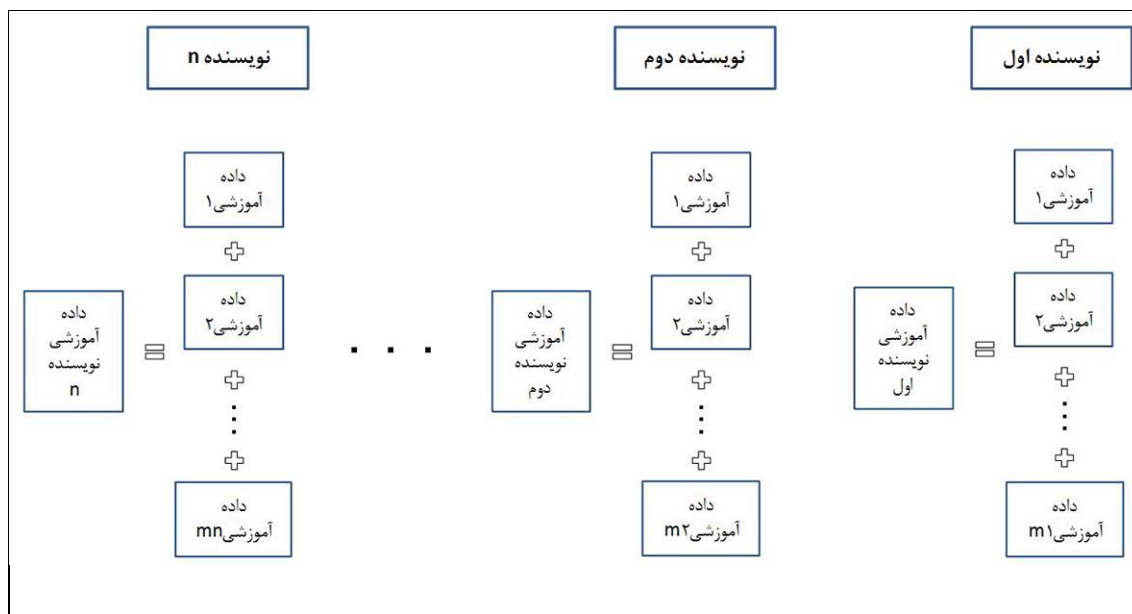 نویسنده اول
نویسنده دوم
نویسنده n
داده
آموزشی۱
داده
آموزشی۲
داده
آموزشیm۱
داده
آموزشی
نویسنده
اول
داده
آموزشی۱
داده
آموزشی۲
داده
آموزشیm۲
داده
آموزشی
نویسنده
دوم
داده
آموزشی۱
داده
آموزشی۲
داده
آموزشیmn
داده
آموزشی
نویسنده
n